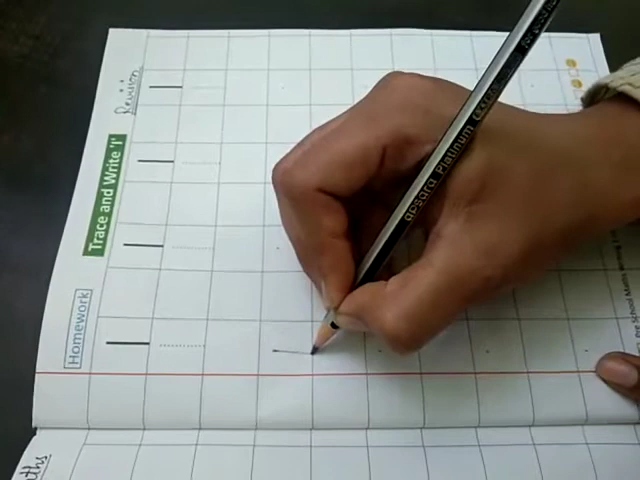 Revision
Trace and Write 'I'
Homework
apsara Platinum EXTRA